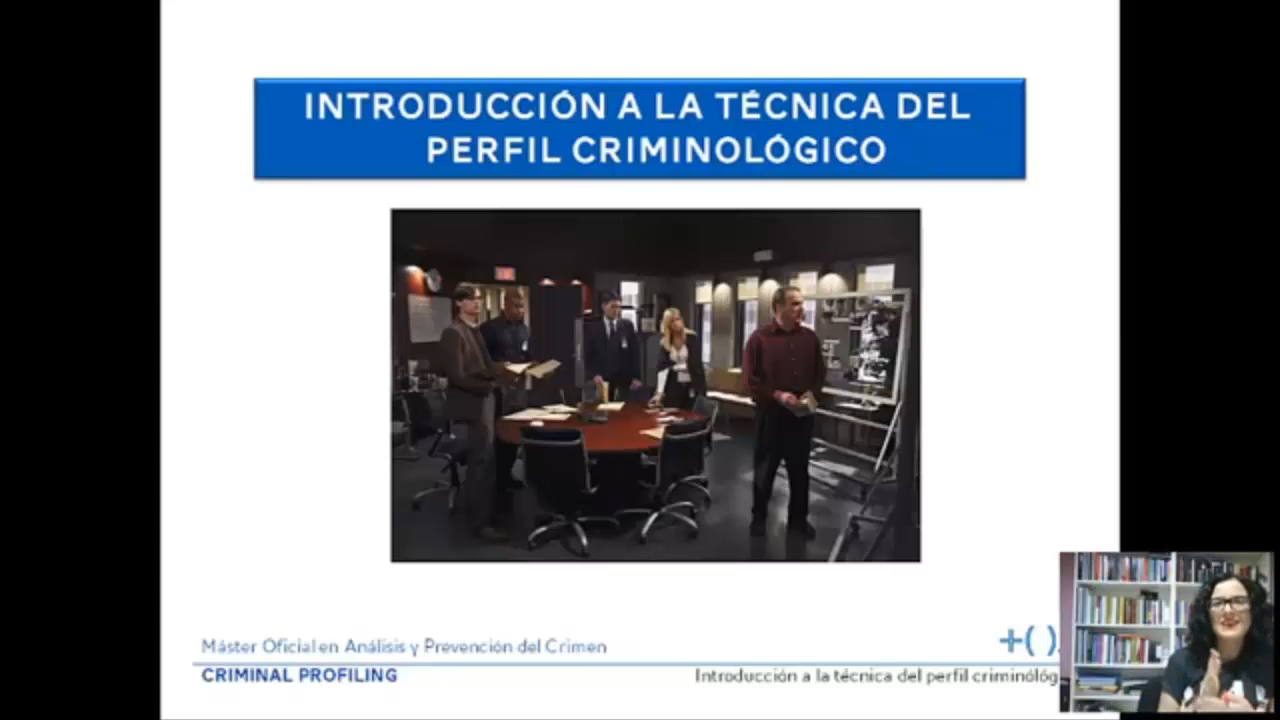 INTRODUCCIÓN A LA TÉCNICA DEL
PERFIL CRIMINOLÓGICO
Máster Oficial en Análisis y Prevención del Crimen
+( ).
CRIMINAL PROFILING
Introducción a la técnica del perfil criminólóg